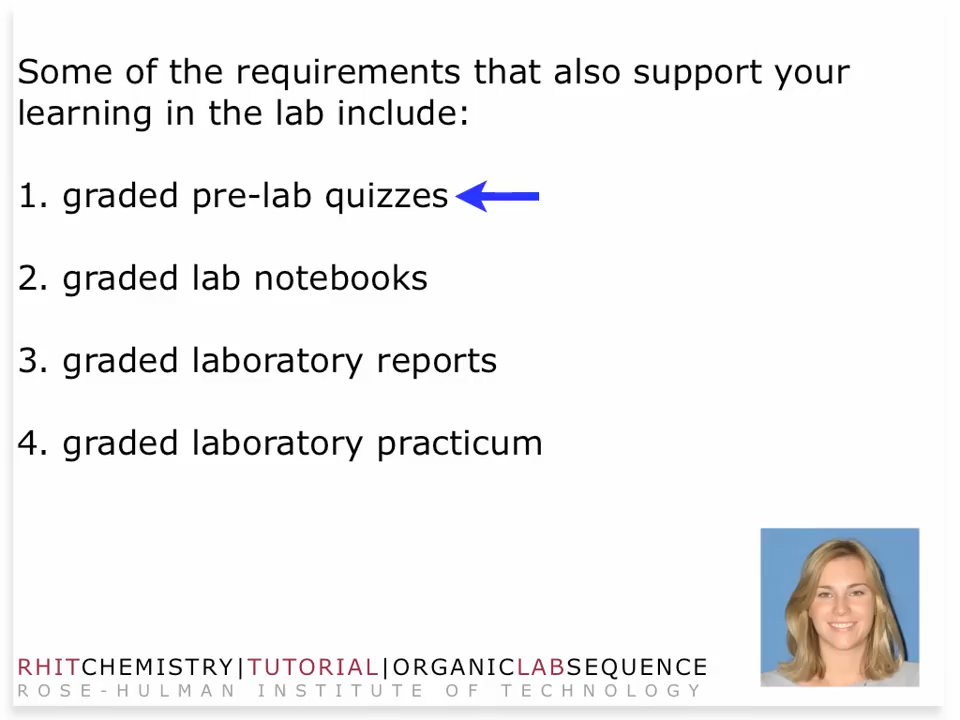 Some of the requirements that also support your
learning in the lab include:
1. graded pre-lab quizzes
2. graded lab notebooks
3. graded laboratory reports
4. graded laboratory practicum
RHITCHEMISTRY|TUTORIAL|ORGANICLABSEQUENCE
ROSE-HULMAN INSTITUTE OF TECHNOLOGY